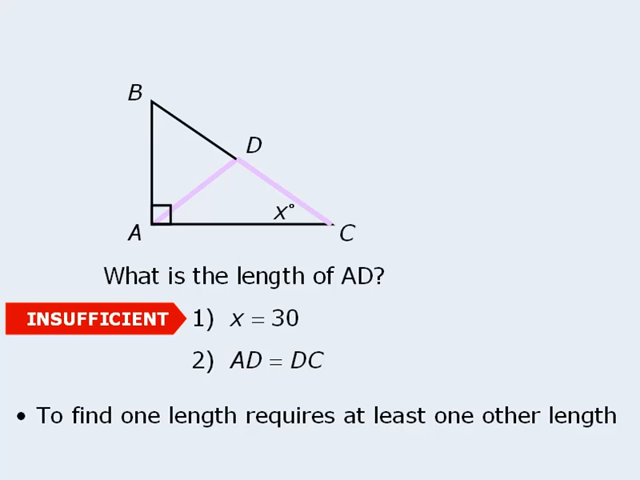 B
D
x°
A
C
What is the length of AD?
INSUFFICIENT 1) x = 30
2) AD = DC
• To find one length requires at least one other length